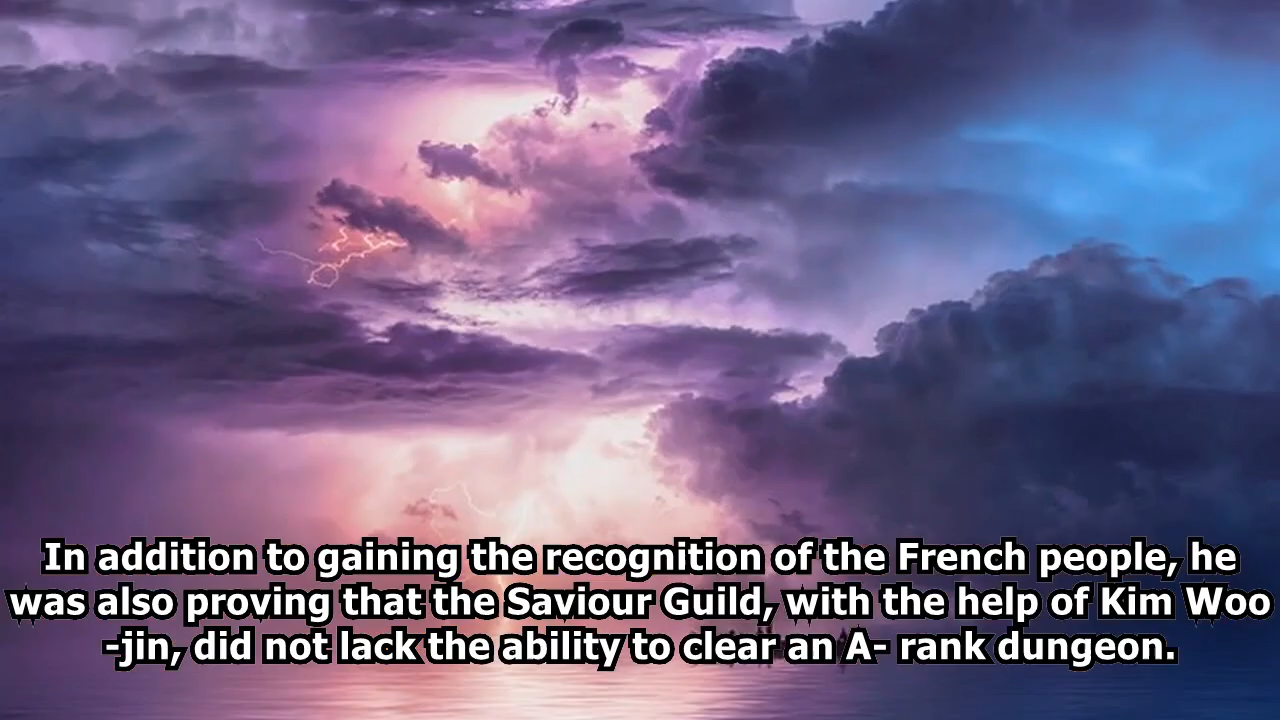 In addition to gaining the recognition of the French people, he
was also proving that the Saviour Guild, with the help of Kim Woo
-jin, did not lack the ability to clear an A- rank dungeon.